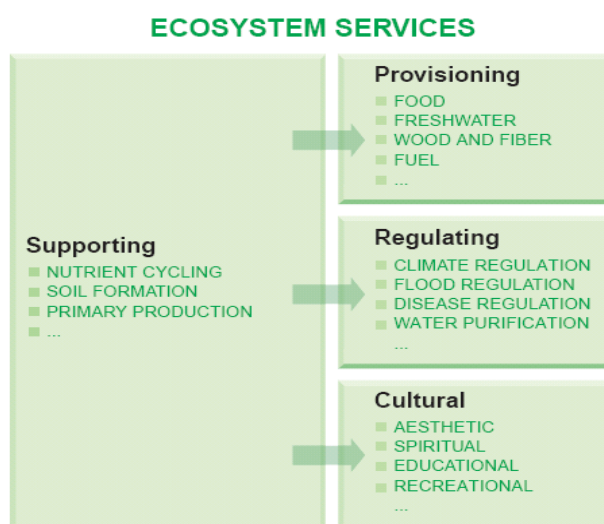 ECOSYSTEM SERVICES
Supporting
NUTRIENT CYCLING
SOIL FORMATION
PRIMARY PRODUCTION
...
Provisioning
FOOD
FRESHWATER
WOOD AND FIBER
FUEL
...
Regulating
CLIMATE REGULATION
FLOOD REGULATION
DISEASE REGULATION
WATER PURIFICATION
...
Cultural
AESTHETIC
SPIRITUAL
EDUCATIONAL
RECREATIONAL
...